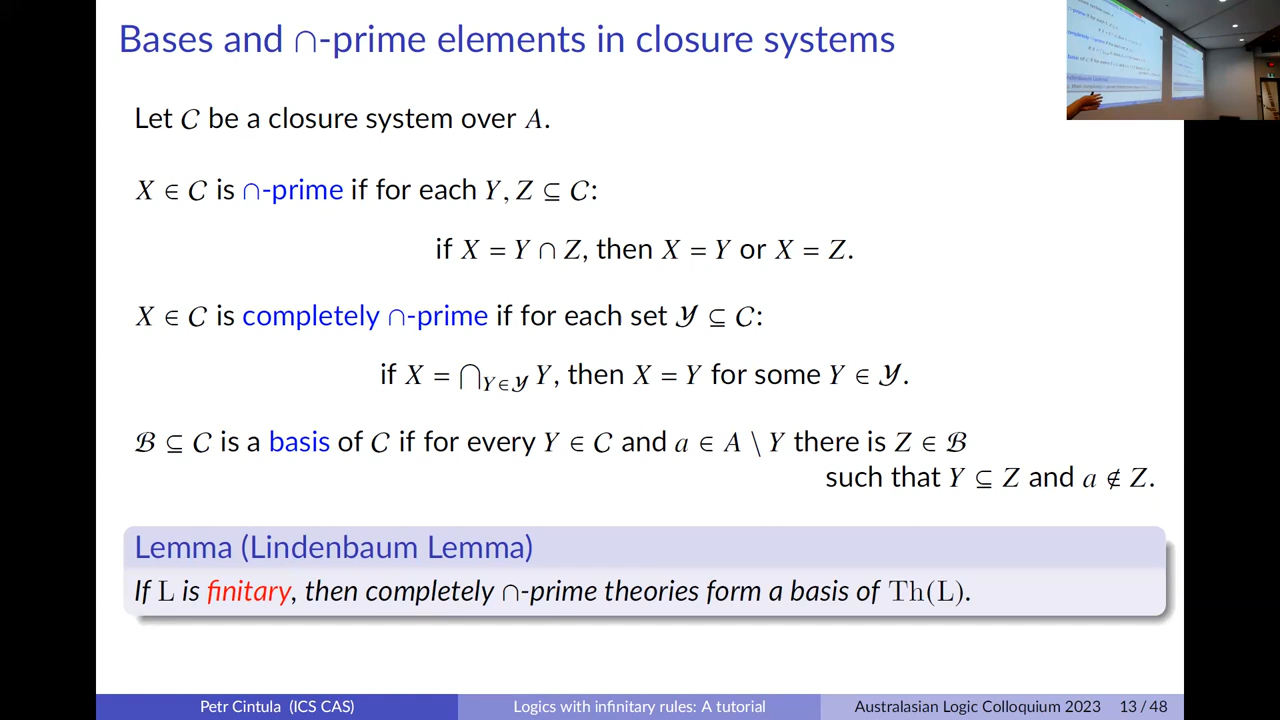 Bases and ∩-prime elements in closure systems
Let 𝒞 be a closure system over A.
X ∈ 𝒞 is ∩-prime if for each Y, Z ⊆ 𝒞:
if X = Y ∩ Z, then X = Y or X = Z.
X ∈ 𝒞 is completely ∩-prime if for each set 𝒴 ⊆ 𝒞:
if X = ⋂_{Y∈𝒴} Y, then X = Y for some Y ∈ 𝒴.
ℬ ⊆ 𝒞 is a basis of 𝒞 if for every Y ∈ 𝒞 and a ∈ A \ Y there is Z ∈ ℬ
such that Y ⊆ Z and a ∉ Z.
Lemma (Lindenbaum Lemma)
If L is finitary, then completely ∩-prime theories form a basis of Th(L).
Petr Cintula (ICS CAS) Logics with infinitary rules: A tutorial Australasian Logic Colloquium 2023 13 / 48